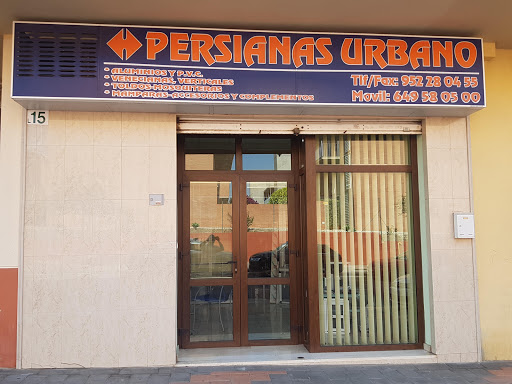 PERSIANAS URBANO
· ALUMINIOS Y P.V.C.
· VENECIANAS, VERTICALES
· TOLDOS-MOSQUITERAS
· MAMPARAS-ACCESORIOS Y COMPLEMENTOS
Tlf/Fax: 952 28 04 55
Movil: 649 58 05 00
15